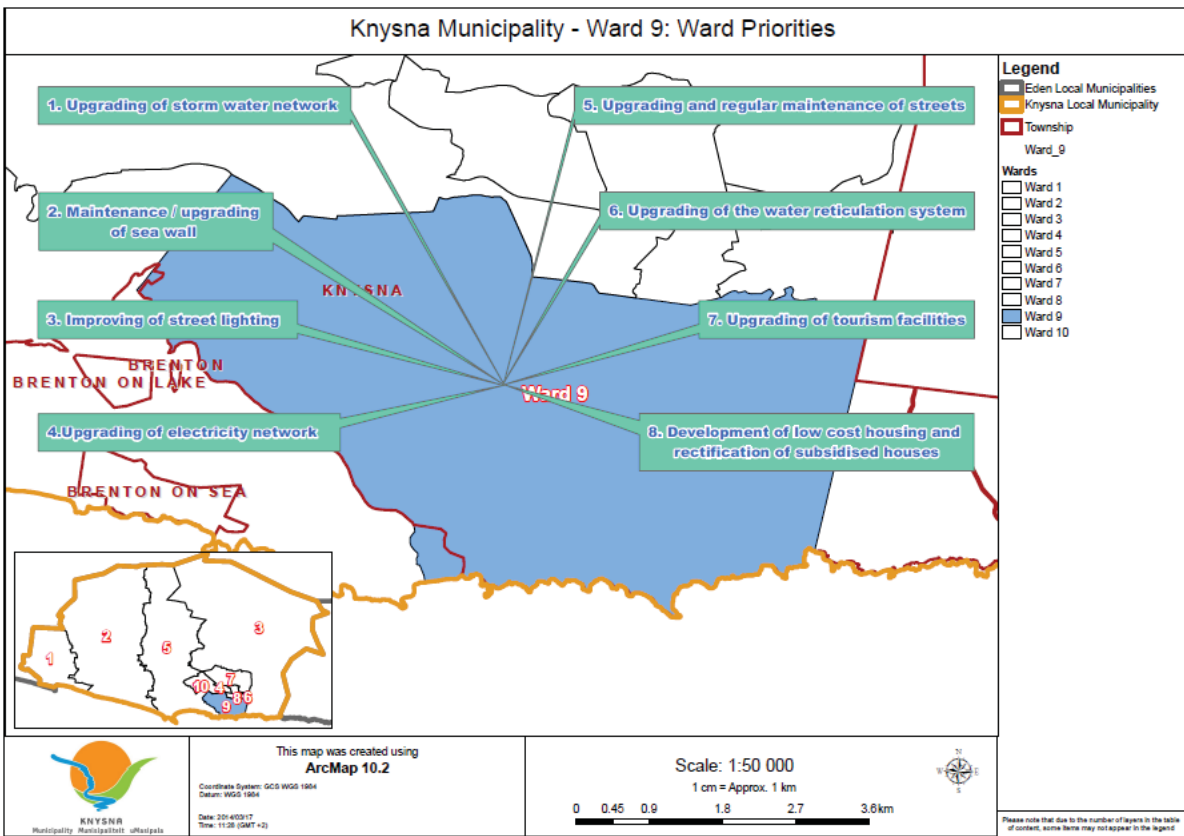 Knysna Municipality - Ward 9: Ward Priorities
1. Upgrading of storm water network
5. Upgrading and regular maintenance of streets
2. Maintenance / upgrading
of sea wall
6. Upgrading of the water reticulation system
KNYSNA
3. Improving of street lighting
7. Upgrading of tourism facilities
BRENTON
BRENTON ON LAKE
Ward 9
4.Upgrading of electricity network
8. Development of low cost housing and
rectification of subsidised houses
BRENTON ON SEA
1
2
5
3
7
10
4
8
6
9
Legend
Eden Local Municipalities
Knysna Local Municipality
Township
Ward_9
Wards
Ward 1
Ward 2
Ward 3
Ward 4
Ward 5
Ward 6
Ward 7
Ward 8
Ward 9
Ward 10
KNYSNA
Municipality Munisipaliteit uMasipala
This map was created using
ArcMap 10.2
Coordinate System: GCS WGS 1984
Datum: WGS 1984
Date: 2014/03/17
Time: 11:26 (GMT +2)
Scale: 1:50 000
1 cm = Approx. 1 km
0 0.45 0.9 1.8 2.7 3.6 km
N
W E
S
Please note that due to the number of layers in the table
of content, some items may not appear in the legend